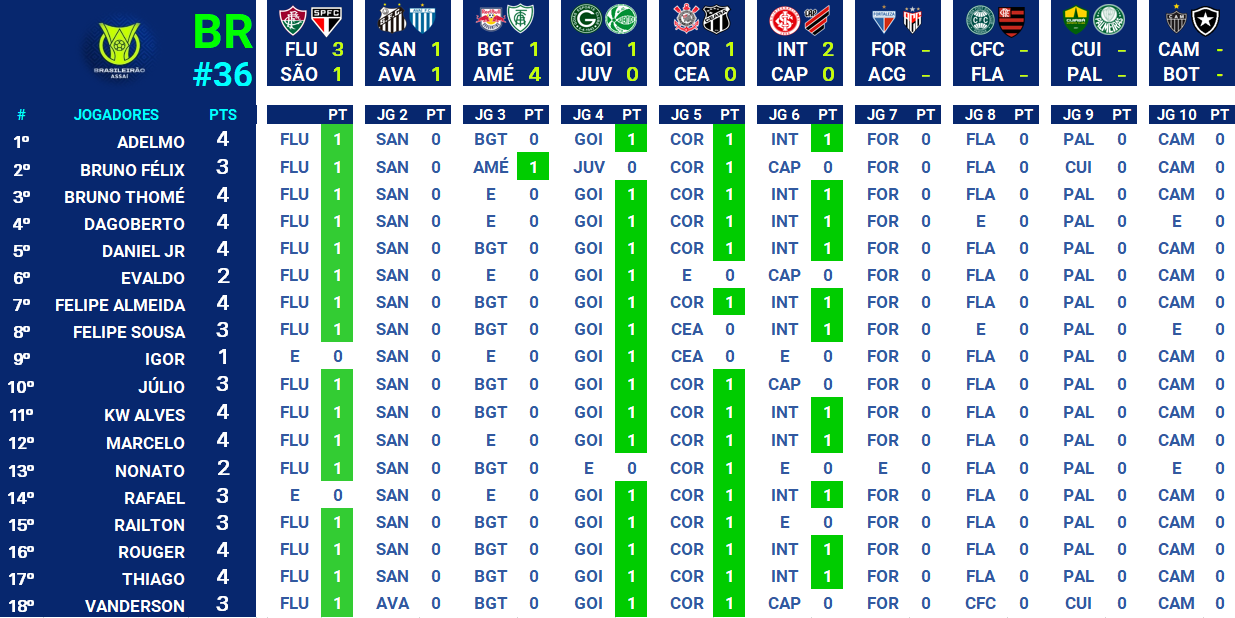 BRASILEIRÃO
ASSAÍ
BR
#36
FLU 3 SAN 1 BGT 1 GOI 1 COR 1 INT 2 FOR – CFC – CUI – CAM -
SÃO 1 AVA 1 AMÉ 4 JUV 0 CEA 0 CAP 0 ACG – FLA – PAL – BOT -
# JOGADORES PTS PT JG 2 PT JG 3 PT JG 4 PT JG 5 PT JG 6 PT JG 7 PT JG 8 PT JG 9 PT JG 10 PT
1º ADELMO 4 FLU 1 SAN 0 BGT 0 GOI 1 COR 1 INT 1 FOR 0 FLA 0 PAL 0 CAM 0
2º BRUNO FÉLIX 3 FLU 1 SAN 0 AMÉ 1 JUV 0 COR 1 CAP 0 FOR 0 FLA 0 CUI 0 CAM 0
3º BRUNO THOMÉ 4 FLU 1 SAN 0 E 0 GOI 1 COR 1 INT 1 FOR 0 FLA 0 PAL 0 CAM 0
4º DAGOBERTO 4 FLU 1 SAN 0 E 0 GOI 1 COR 1 INT 1 FOR 0 E 0 PAL 0 E 0
5º DANIEL JR 4 FLU 1 SAN 0 BGT 0 GOI 1 COR 1 INT 1 FOR 0 FLA 0 PAL 0 CAM 0
6º EVALDO 2 FLU 1 SAN 0 E 0 GOI 1 E 0 CAP 0 FOR 0 FLA 0 PAL 0 CAM 0
7º FELIPE ALMEIDA 4 FLU 1 SAN 0 BGT 0 GOI 1 COR 1 INT 1 FOR 0 FLA 0 PAL 0 CAM 0
8º FELIPE SOUSA 3 FLU 1 SAN 0 BGT 0 GOI 1 CEA 0 INT 1 FOR 0 E 0 PAL 0 E 0
9º IGOR 1 E 0 SAN 0 E 0 GOI 1 CEA 0 E 0 FOR 0 FLA 0 PAL 0 CAM 0
10º JÚLIO 3 FLU 1 SAN 0 BGT 0 GOI 1 COR 1 CAP 0 FOR 0 FLA 0 PAL 0 CAM 0
11º KW ALVES 4 FLU 1 SAN 0 BGT 0 GOI 1 COR 1 INT 1 FOR 0 FLA 0 PAL 0 CAM 0
12º MARCELO 4 FLU 1 SAN 0 E 0 GOI 1 COR 1 INT 1 FOR 0 FLA 0 PAL 0 CAM 0
13º NONATO 2 FLU 1 SAN 0 BGT 0 E 0 COR 1 E 0 E 0 FLA 0 PAL 0 E 0
14º RAFAEL 3 E 0 SAN 0 E 0 GOI 1 COR 1 INT 1 FOR 0 FLA 0 PAL 0 CAM 0
15º RAILTON 3 FLU 1 SAN 0 BGT 0 GOI 1 COR 1 E 0 FOR 0 FLA 0 PAL 0 CAM 0
16º ROUGER 4 FLU 1 SAN 0 BGT 0 GOI 1 COR 1 INT 1 FOR 0 FLA 0 PAL 0 CAM 0
17º THIAGO 4 FLU 1 SAN 0 BGT 0 GOI 1 COR 1 INT 1 FOR 0 FLA 0 PAL 0 CAM 0
18º VANDERSON 3 FLU 1 AVA 0 BGT 0 GOI 1 COR 1 CAP 0 FOR 0 CFC 0 CUI 0 CAM 0